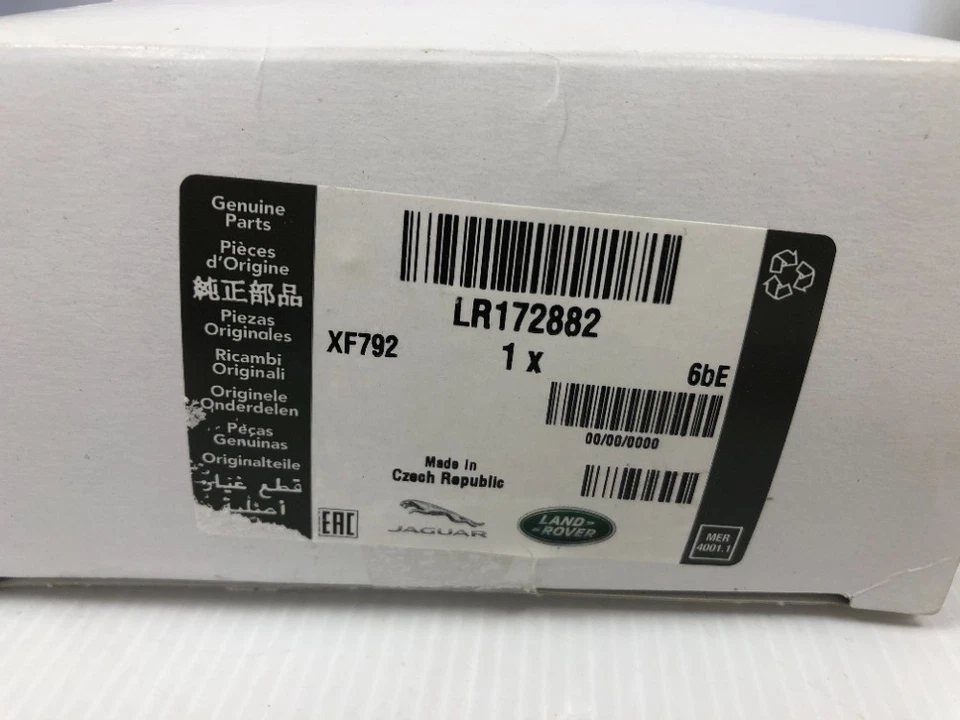 Genuine
Parts
Pièces
d'Origine
純正部品
Piezas
Originales
Ricambi
Originali
Originele
Onderdelen
Peças
Genuinas
Originalteile
قطع غيار
أصلية
LR172882
XF792
1 x
6bE
00/00/0000
Made in
Czech Republic
EAC
JAGUAR
LAND-
-ROVER
MER
4001.1